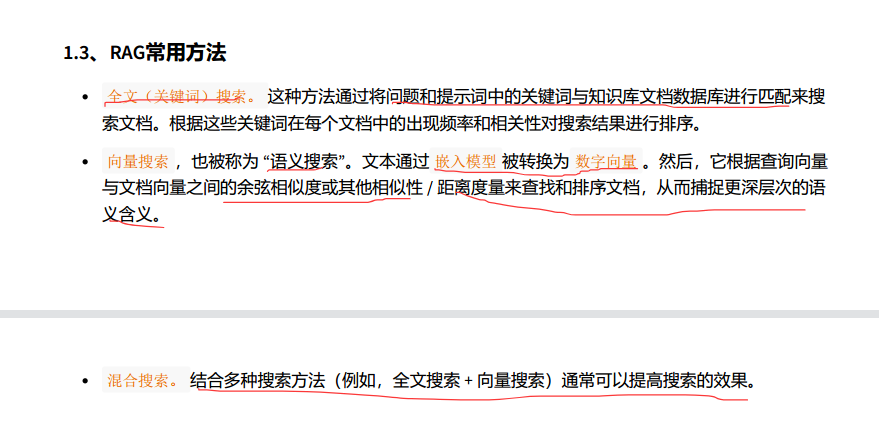 1.3、RAG常用方法
• 全文（关键词）搜索。 这种方法通过将问题和提示词中的关键词与知识库文档数据库进行匹配来搜
索文档。根据这些关键词在每个文档中的出现频率和相关性对搜索结果进行排序。
• 向量搜索 ，也被称为 “语义搜索”。文本通过 嵌入模型 被转换为 数字向量 。然后，它根据查询向量
与文档向量之间的余弦相似度或其他相似性 / 距离度量来查找和排序文档，从而捕捉更深层次的语
义含义。
• 混合搜索。 结合多种搜索方法（例如，全文搜索 + 向量搜索）通常可以提高搜索的效果。